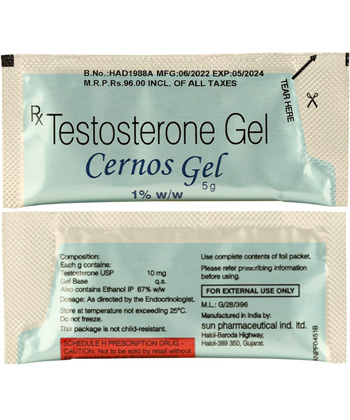 B.No.:HAD1988A MFG:06/2022 EXP:05/2024
M.R.P.Rs.96.00 INCL. OF ALL TAXES
TEAR HERE
Rx Testosterone Gel
Cernos Gel
5g
1% w/w
Composition:
Each g contains:
Testosterone USP 10 mg
Gel Base q.s.
Also contains Ethanol IP 67% w/w
Dosage: As directed by the Endocrinologist.
Store at temperature not exceeding 25°C.
Do not freeze.
This package is not child-resistant.
SCHEDULE H PRESCRIPTION DRUG –
CAUTION: Not to be sold by retail without
Use complete contents of foil packet.
Please refer prescribing information
before using.
FOR EXTERNAL USE ONLY
M.L.: G/28/396
Manufactured in India by:
sun pharmaceutical ind. ltd.
Halol-Baroda Highway,
Halol-389 350, Gujarat.